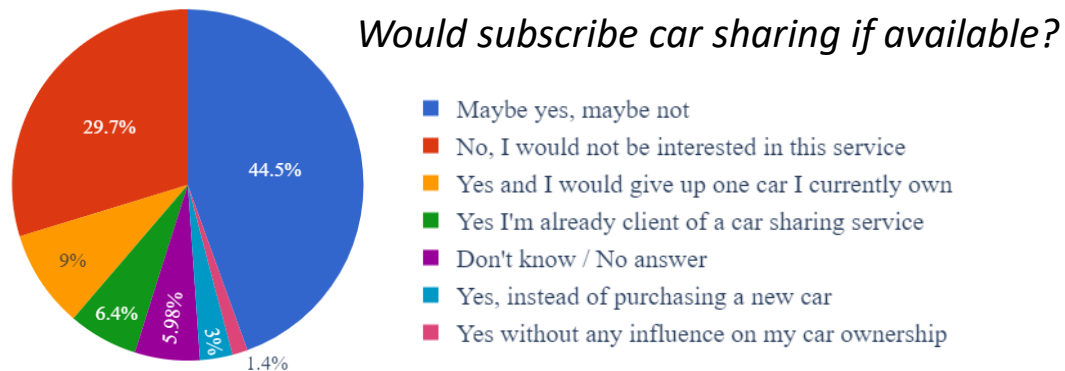 Would subscribe car sharing if available?
Maybe yes, maybe not
No, I would not be interested in this service
Yes and I would give up one car I currently own
Yes I'm already client of a car sharing service
Don't know / No answer
Yes, instead of purchasing a new car
Yes without any influence on my car ownership
29.7%
44.5%
9%
6.4%
5.98%
3%
1.4%